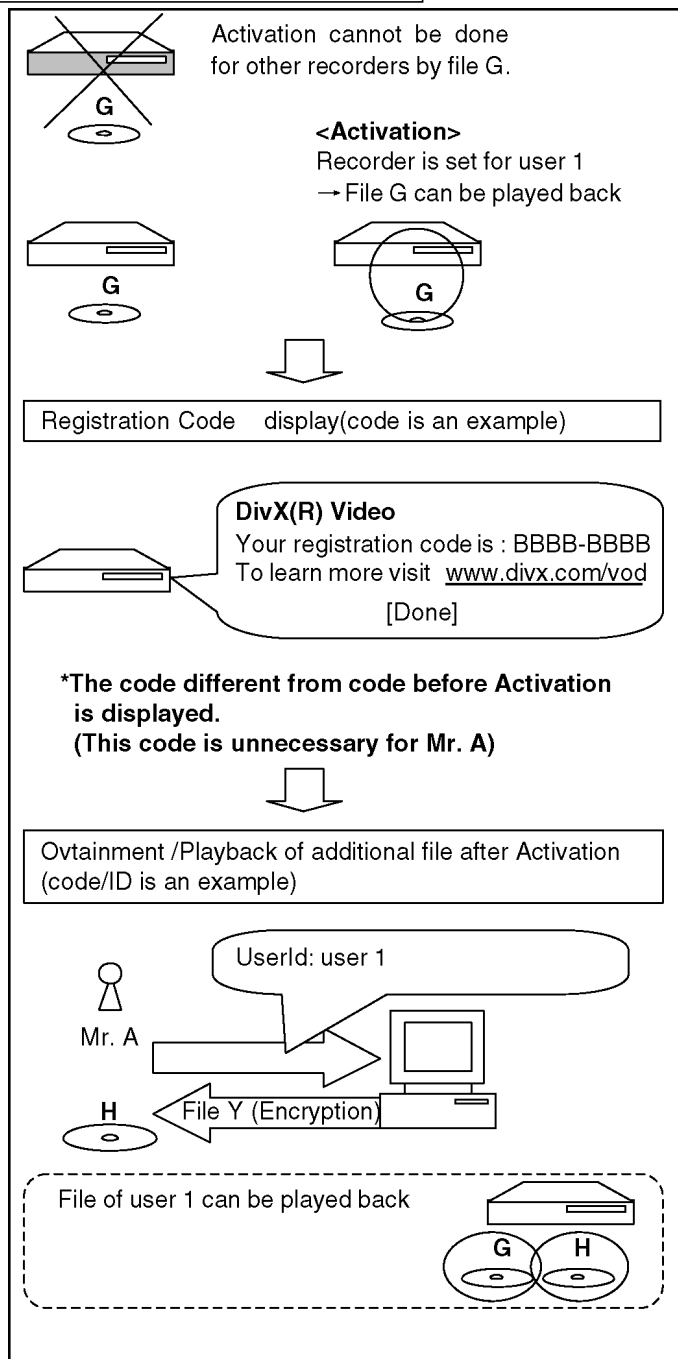 Activation cannot be done
for other recorders by file G.
G
<Activation>
Recorder is set for user 1
→ File G can be played back
G
G
Registration Code display(code is an example)
DivX(R) Video
Your registration code is : BBBB-BBBB
To learn more visit www.divx.com/vod
[Done]
*The code different from code before Activation
is displayed.
(This code is unnecessary for Mr. A)
Ovtainment /Playback of additional file after Activation
(code/ID is an example)
UserId: user 1
Mr. A
H
File Y (Encryption)
File of user 1 can be played back
G H